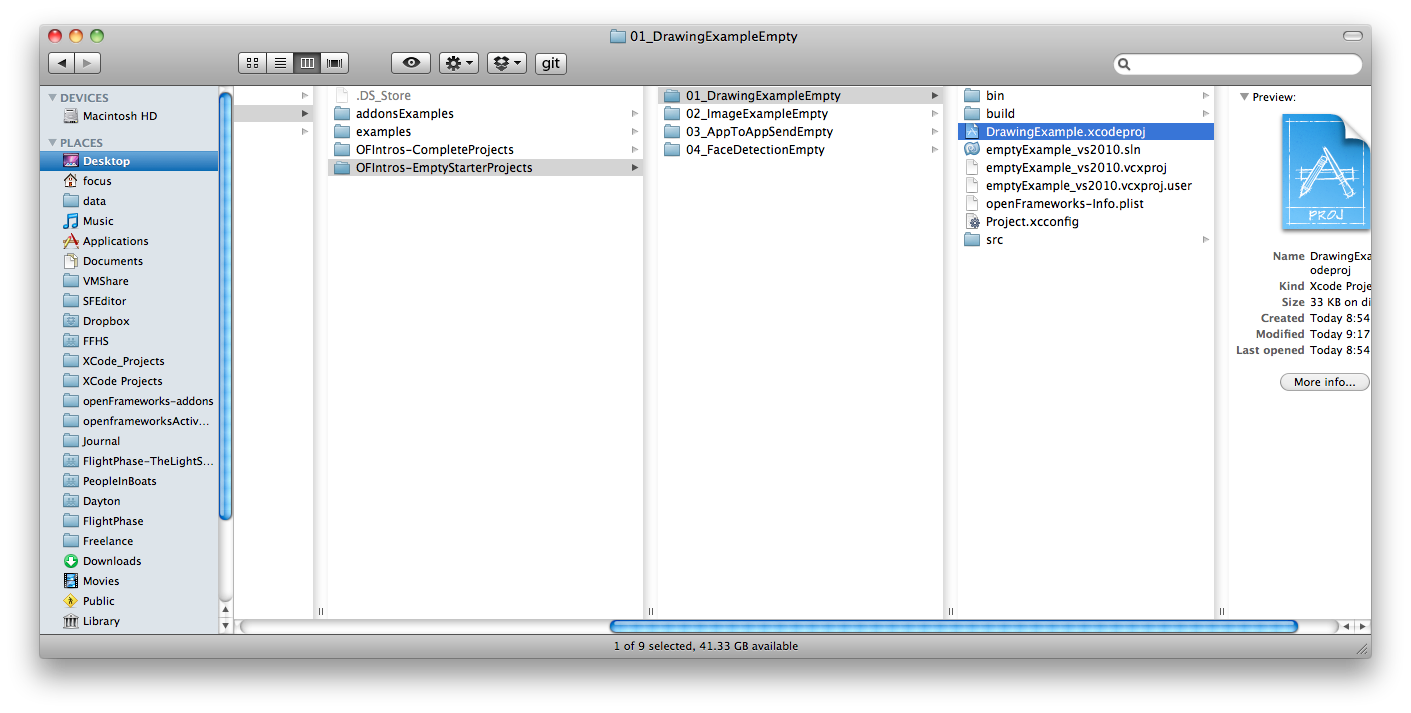 01_DrawingExampleEmpty
git
DEVICES
Macintosh HD
PLACES
Desktop
focus
data
Music
Applications
Documents
VMShare
SFEditor
Dropbox
FFHS
XCode_Projects
XCode Projects
openFrameworks-addons
openframeworksActiv...
Journal
FlightPhase-TheLightS...
PeopleInBoats
Dayton
FlightPhase
Freelance
Downloads
Movies
Public
Library
.DS_Store
addonsExamples
examples
OFIntros-CompleteProjects
OFIntros-EmptyStarterProjects
01_DrawingExampleEmpty
02_ImageExampleEmpty
03_AppToAppSendEmpty
04_FaceDetectionEmpty
bin
build
DrawingExample.xcodeproj
emptyExample_vs2010.sln
emptyExample_vs2010.vcxproj
emptyExample_vs2010.vcxproj.user
openFrameworks-Info.plist
Project.xcconfig
src
Preview:
PROJ
Name DrawingExa
odeproj
Kind Xcode Proje
Size 33 KB on di
Created Today 8:54
Modified Today 9:17
Last opened Today 8:54
More info...
1 of 9 selected, 41.33 GB available